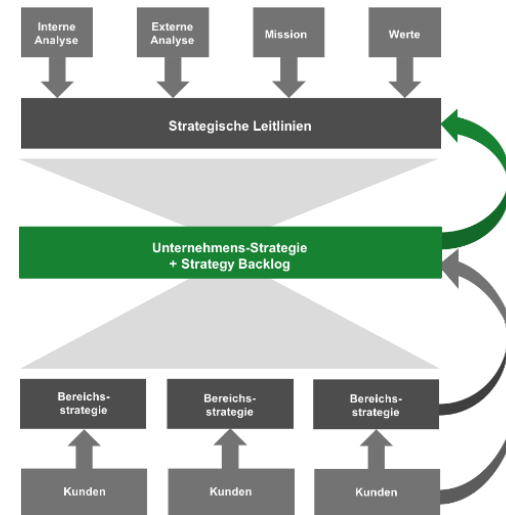 Interne
Analyse
Externe
Analyse
Mission
Werte
Strategische Leitlinien
Unternehmens-Strategie
+ Strategy Backlog
Bereichs-
strategie
Bereichs-
strategie
Bereichs-
strategie
Kunden
Kunden
Kunden